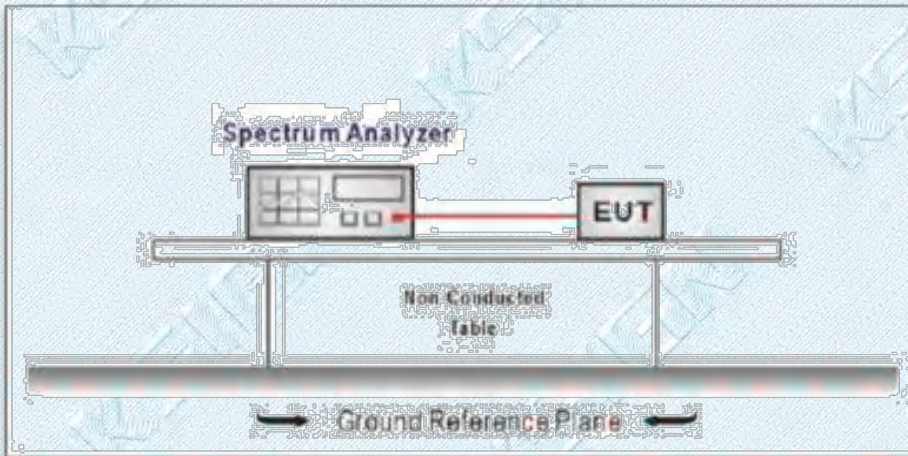 Spectrum Analyzer
EUT
Non Conducted
Table
Ground Reference Plane